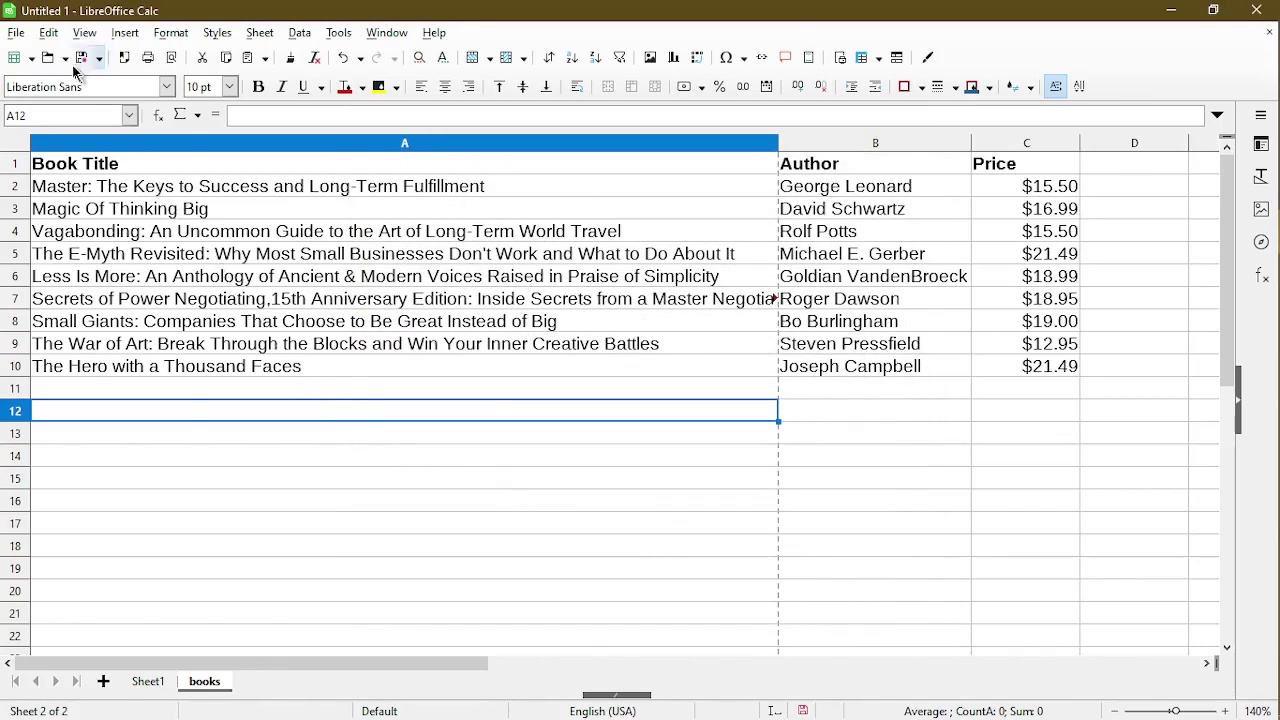 Untitled 1 - LibreOffice Calc
File Edit View Insert Format Styles Sheet Data Tools Window Help
Liberation Sans 10 pt
A12
A B C D
1 Book Title Author Price
2 Master: The Keys to Success and Long-Term Fulfillment George Leonard $15.50
3 Magic Of Thinking Big David Schwartz $16.99
4 Vagabonding: An Uncommon Guide to the Art of Long-Term World Travel Rolf Potts $15.50
5 The E-Myth Revisited: Why Most Small Businesses Don't Work and What to Do About It Michael E. Gerber $21.49
6 Less Is More: An Anthology of Ancient & Modern Voices Raised in Praise of Simplicity Goldian VandenBroeck $18.99
7 Secrets of Power Negotiating,15th Anniversary Edition: Inside Secrets from a Master Negotia Roger Dawson $18.95
8 Small Giants: Companies That Choose to Be Great Instead of Big Bo Burlingham $19.00
9 The War of Art: Break Through the Blocks and Win Your Inner Creative Battles Steven Pressfield $12.95
10 The Hero with a Thousand Faces Joseph Campbell $21.49
11
12
13
14
15
16
17
18
19
20
21
22
Sheet1 books
Sheet 2 of 2 Default English (USA) Average: ; CountA: 0; Sum: 0 140%